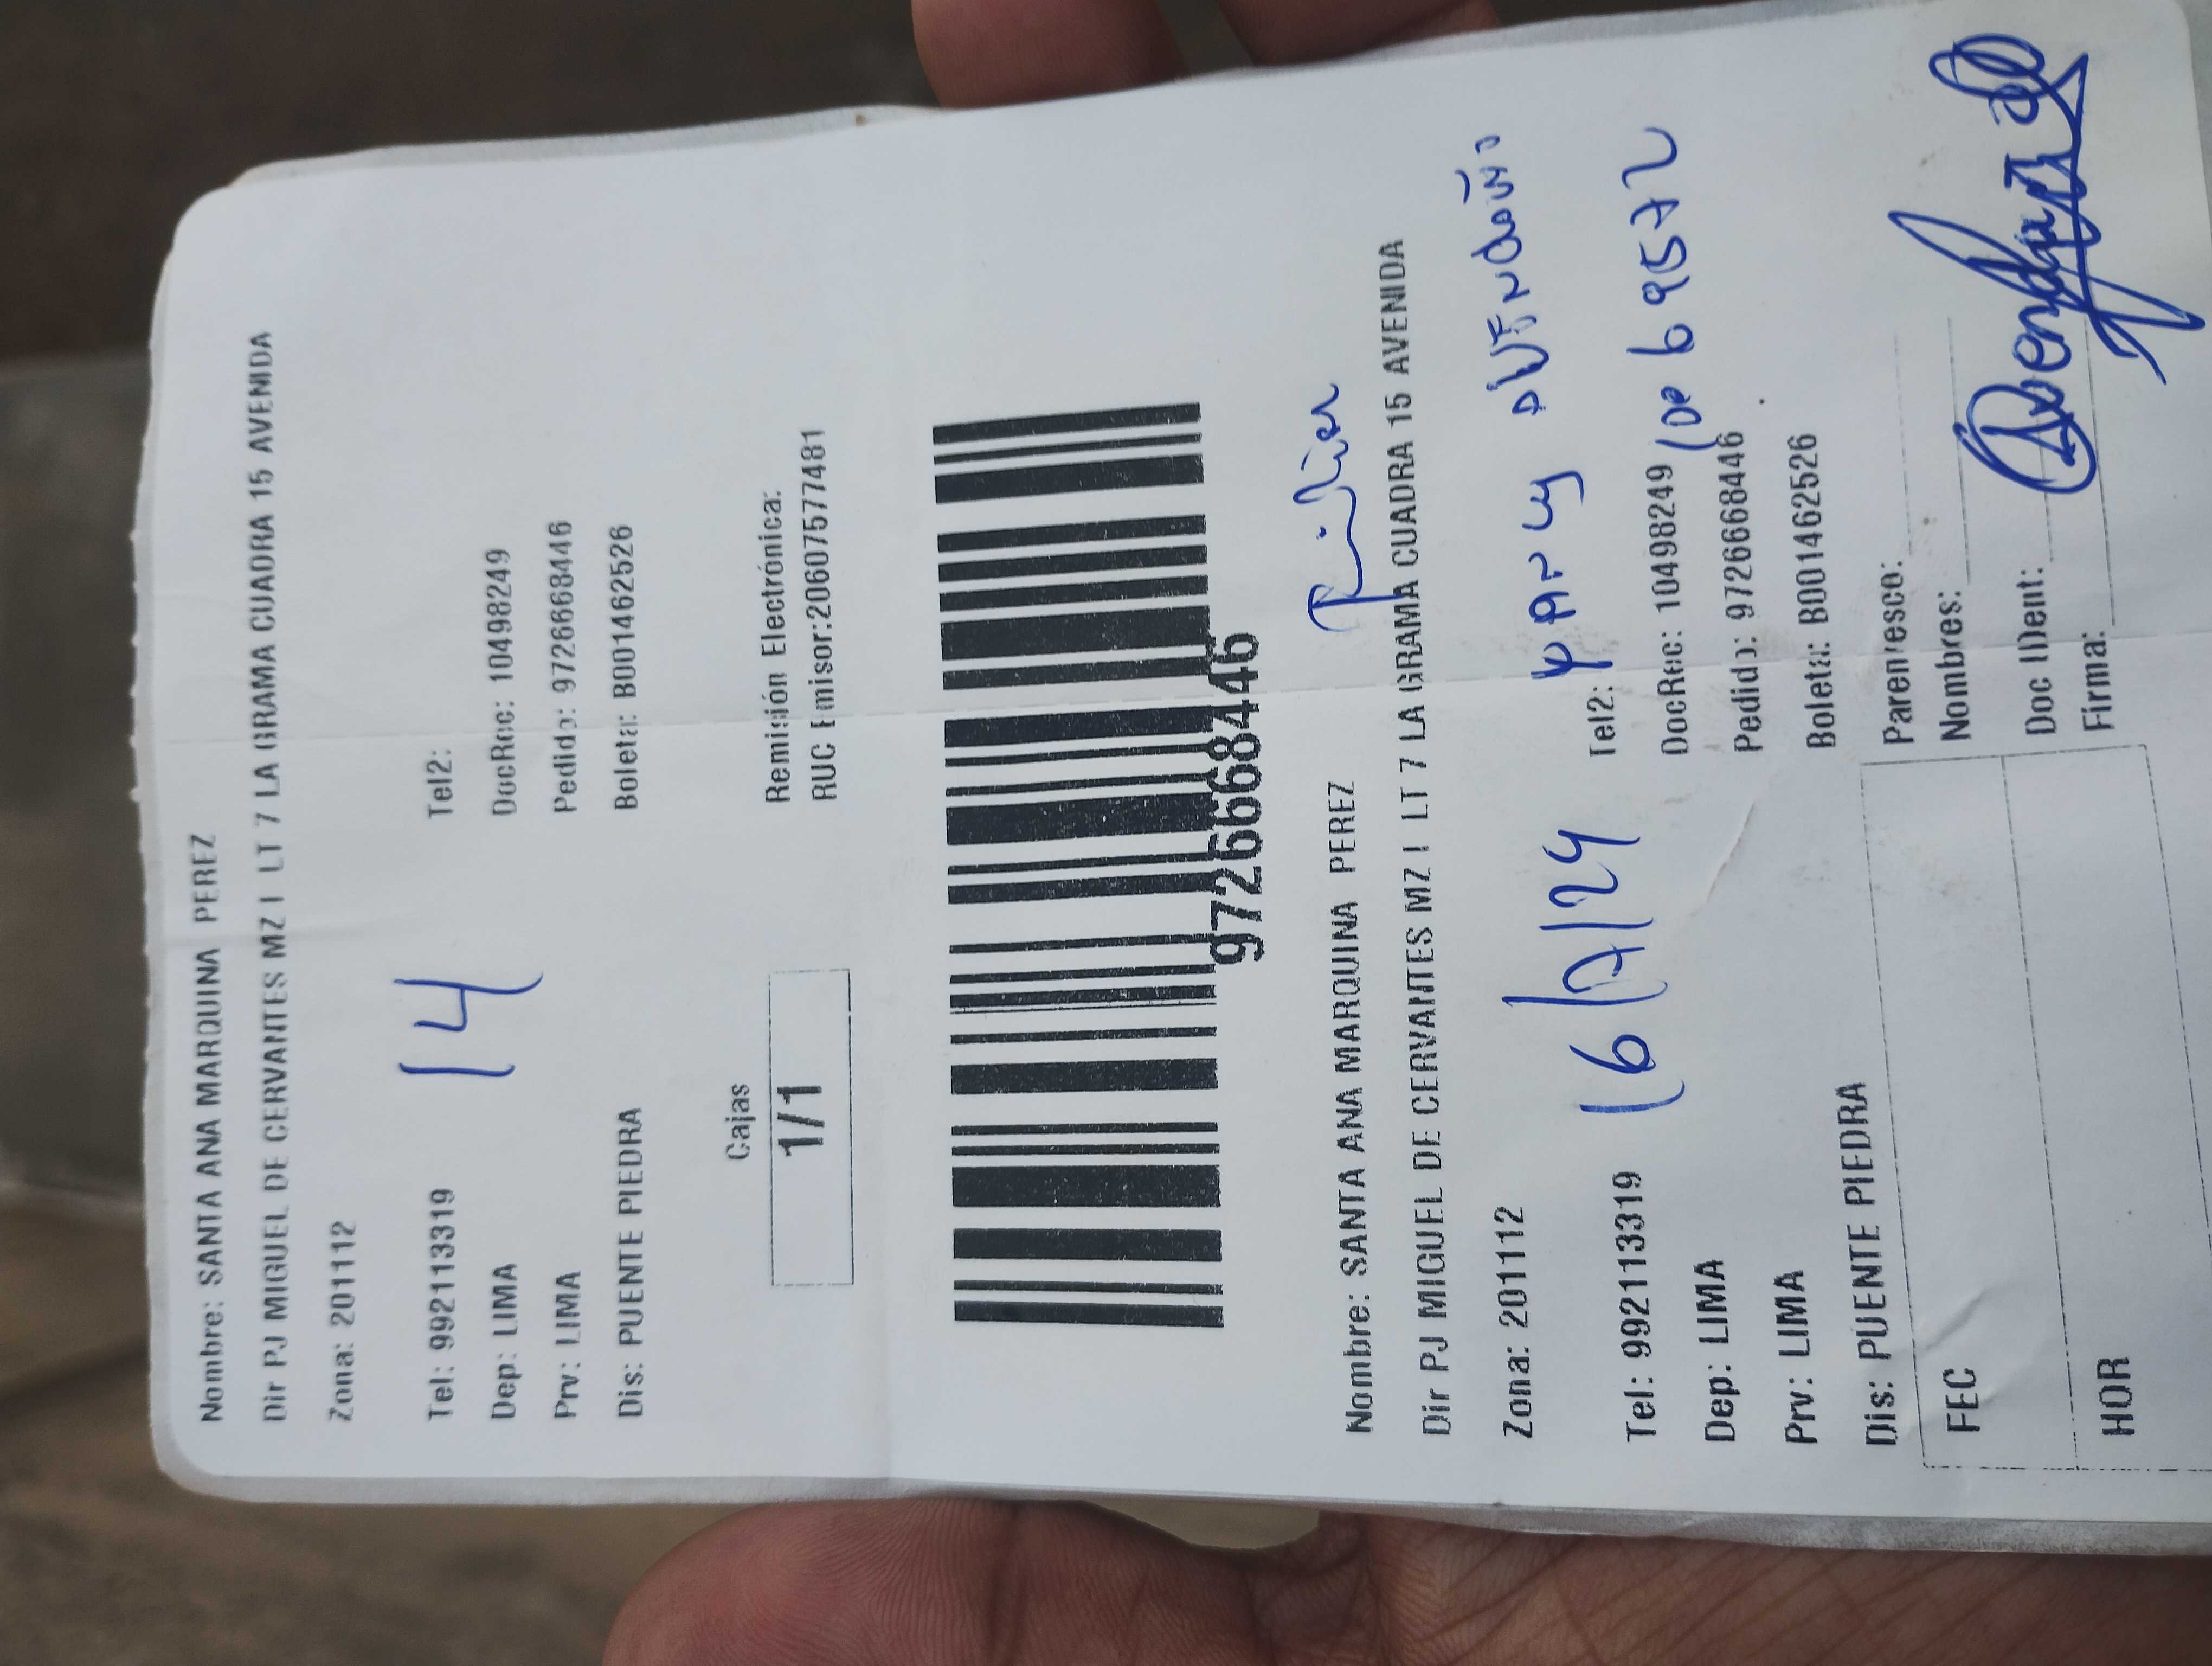 Nombre: SANTA ANA MARQUINA PEREZ
Dir PJ MIGUEL DE CERVANTES MZ I LT 7 LA GRAMA CUADRA 15 AVENIDA
Zona: 201112
14
Tel: 992113319 Tel2:
Dep: LIMA DocRec: 10498249
Prv: LIMA Pedido: 97266668446
Dis: PUENTE PIEDRA Boleta: B001462526
Cajas
1/1
Remisión Electrónica:
RUC Emisor:20607577481
97266668446
Nombre: SANTA ANA MARQUINA PEREZ
Dir PJ MIGUEL DE CERVANTES MZ I LT 7 LA GRAMA CUADRA 15 AVENIDA
Zona: 201112
16/7/24
Tel: 992113319 Tel2:
Dep: LIMA DocRec: 10498249
Prv: LIMA Pedido: 97266668446
Dis: PUENTE PIEDRA Boleta: B001462526
FEC
HOR
Parentesco:
Nombres:
Doc IDent:
Firma: